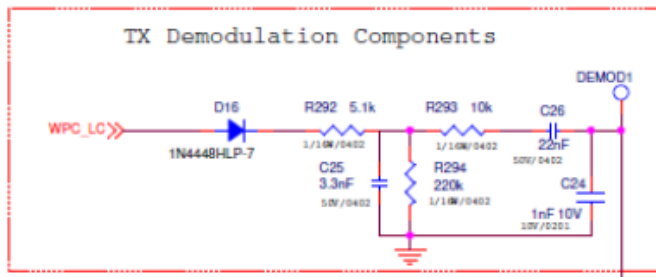 TX Demodulation Components
DEMOD1
D16
R292 5.1k
R293 10k
C26
WPC_LC
1N4448HLP-7
1/16W/0402
1/16W/0402
22nF
50V/0402
C25
3.3nF
50V/0402
R294
220k
1/16W/0402
C24
1nF 10V
10V/0201